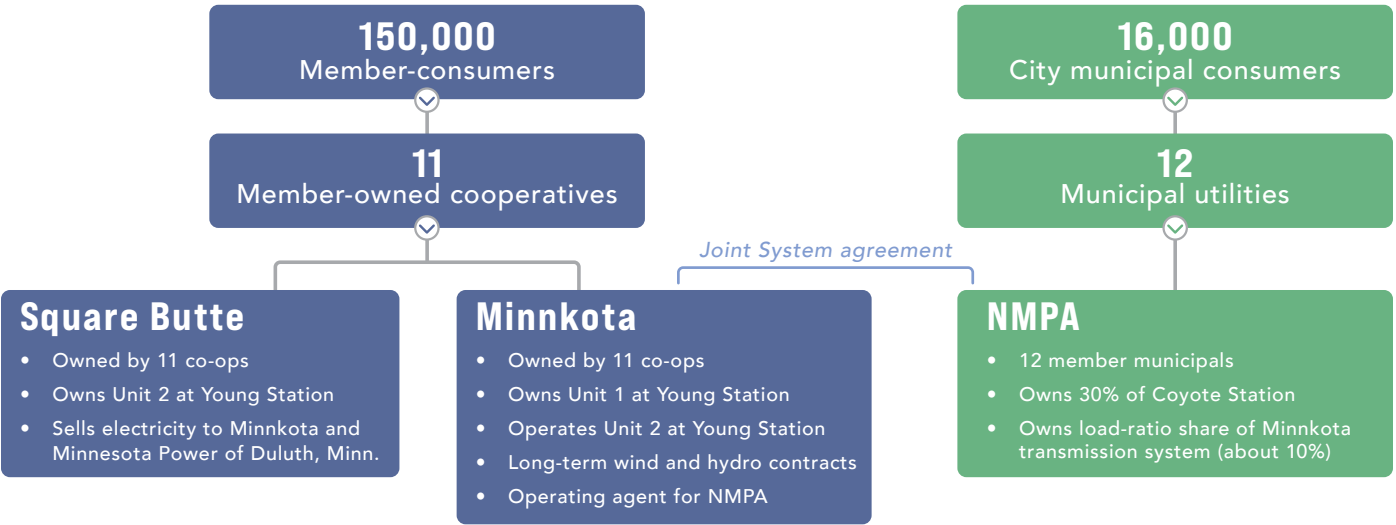 150,000
Member-consumers
16,000
City municipal consumers
11
Member-owned cooperatives
12
Municipal utilities
Joint System agreement
Square Butte
• Owned by 11 co-ops
• Owns Unit 2 at Young Station
• Sells electricity to Minnkota and
Minnesota Power of Duluth, Minn.
Minnkota
• Owned by 11 co-ops
• Owns Unit 1 at Young Station
• Operates Unit 2 at Young Station
• Long-term wind and hydro contracts
• Operating agent for NMPA
NMPA
• 12 member municipals
• Owns 30% of Coyote Station
• Owns load-ratio share of Minnkota
transmission system (about 10%)